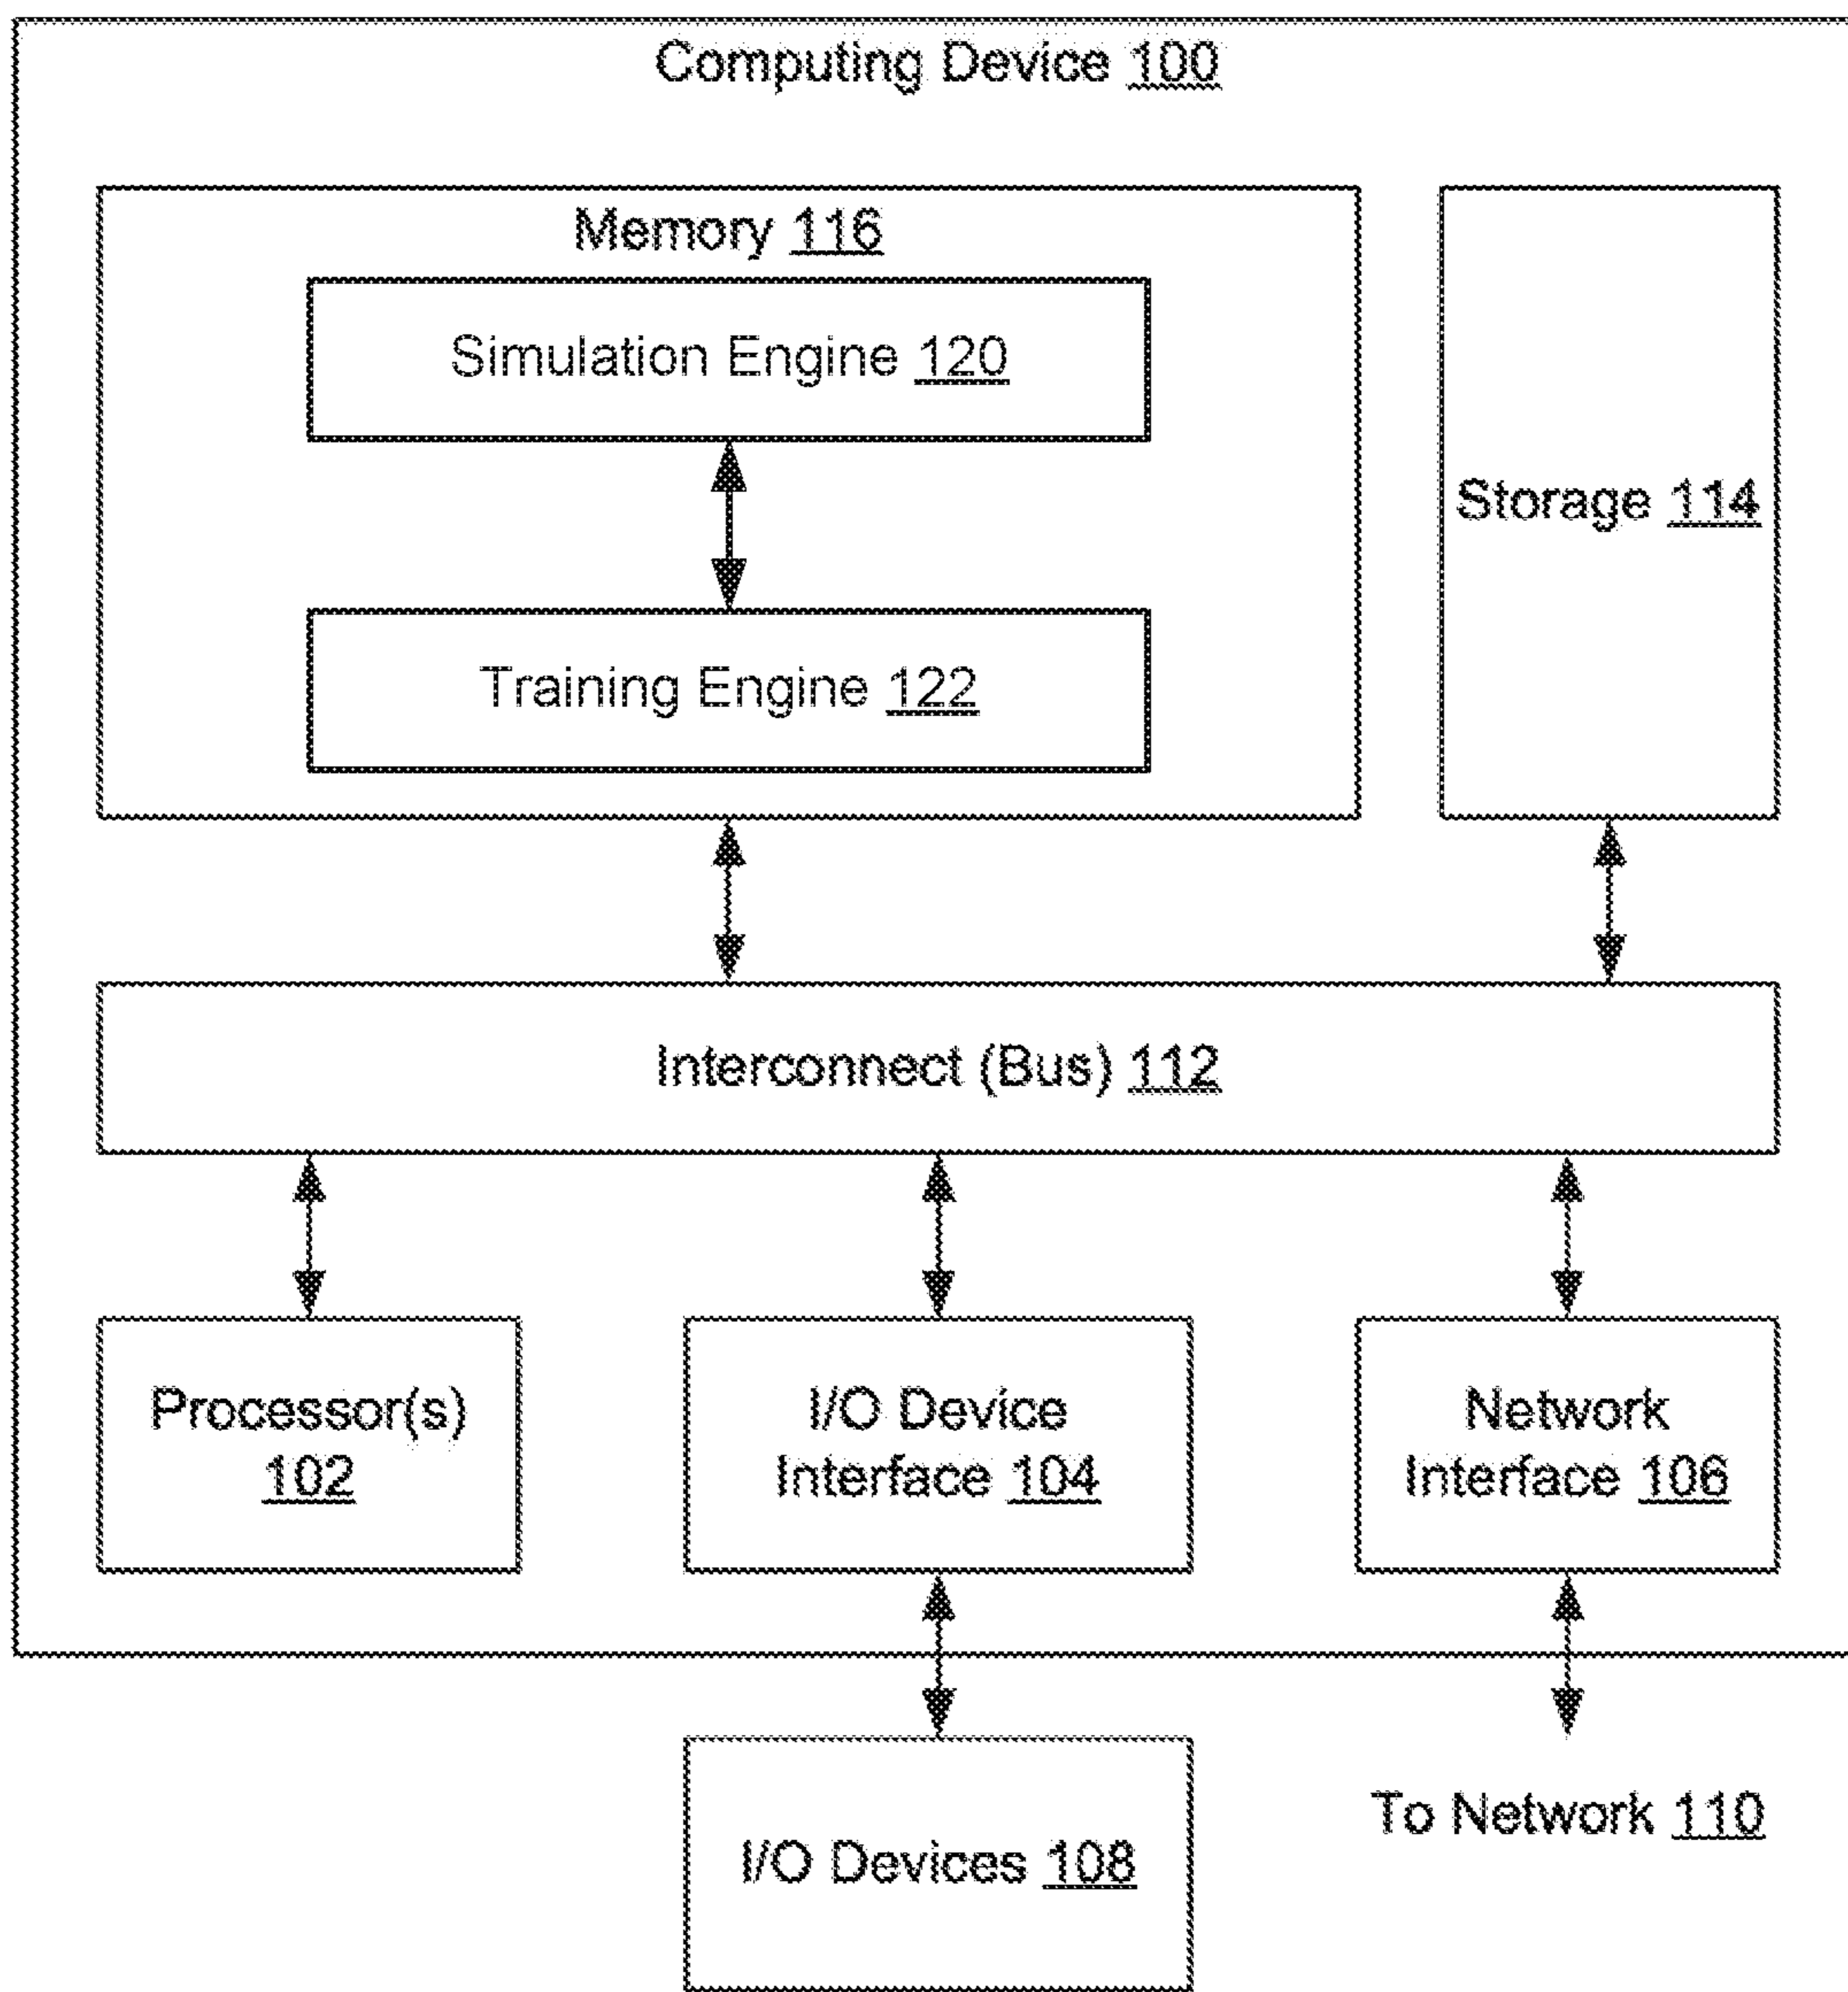 Computing Device 100
Memory 116
Simulation Engine 120
Training Engine 122
Storage 114
Interconnect (Bus) 112
Processor(s)
102
I/O Device
Interface 104
Network
Interface 106
I/O Devices 108
To Network 110